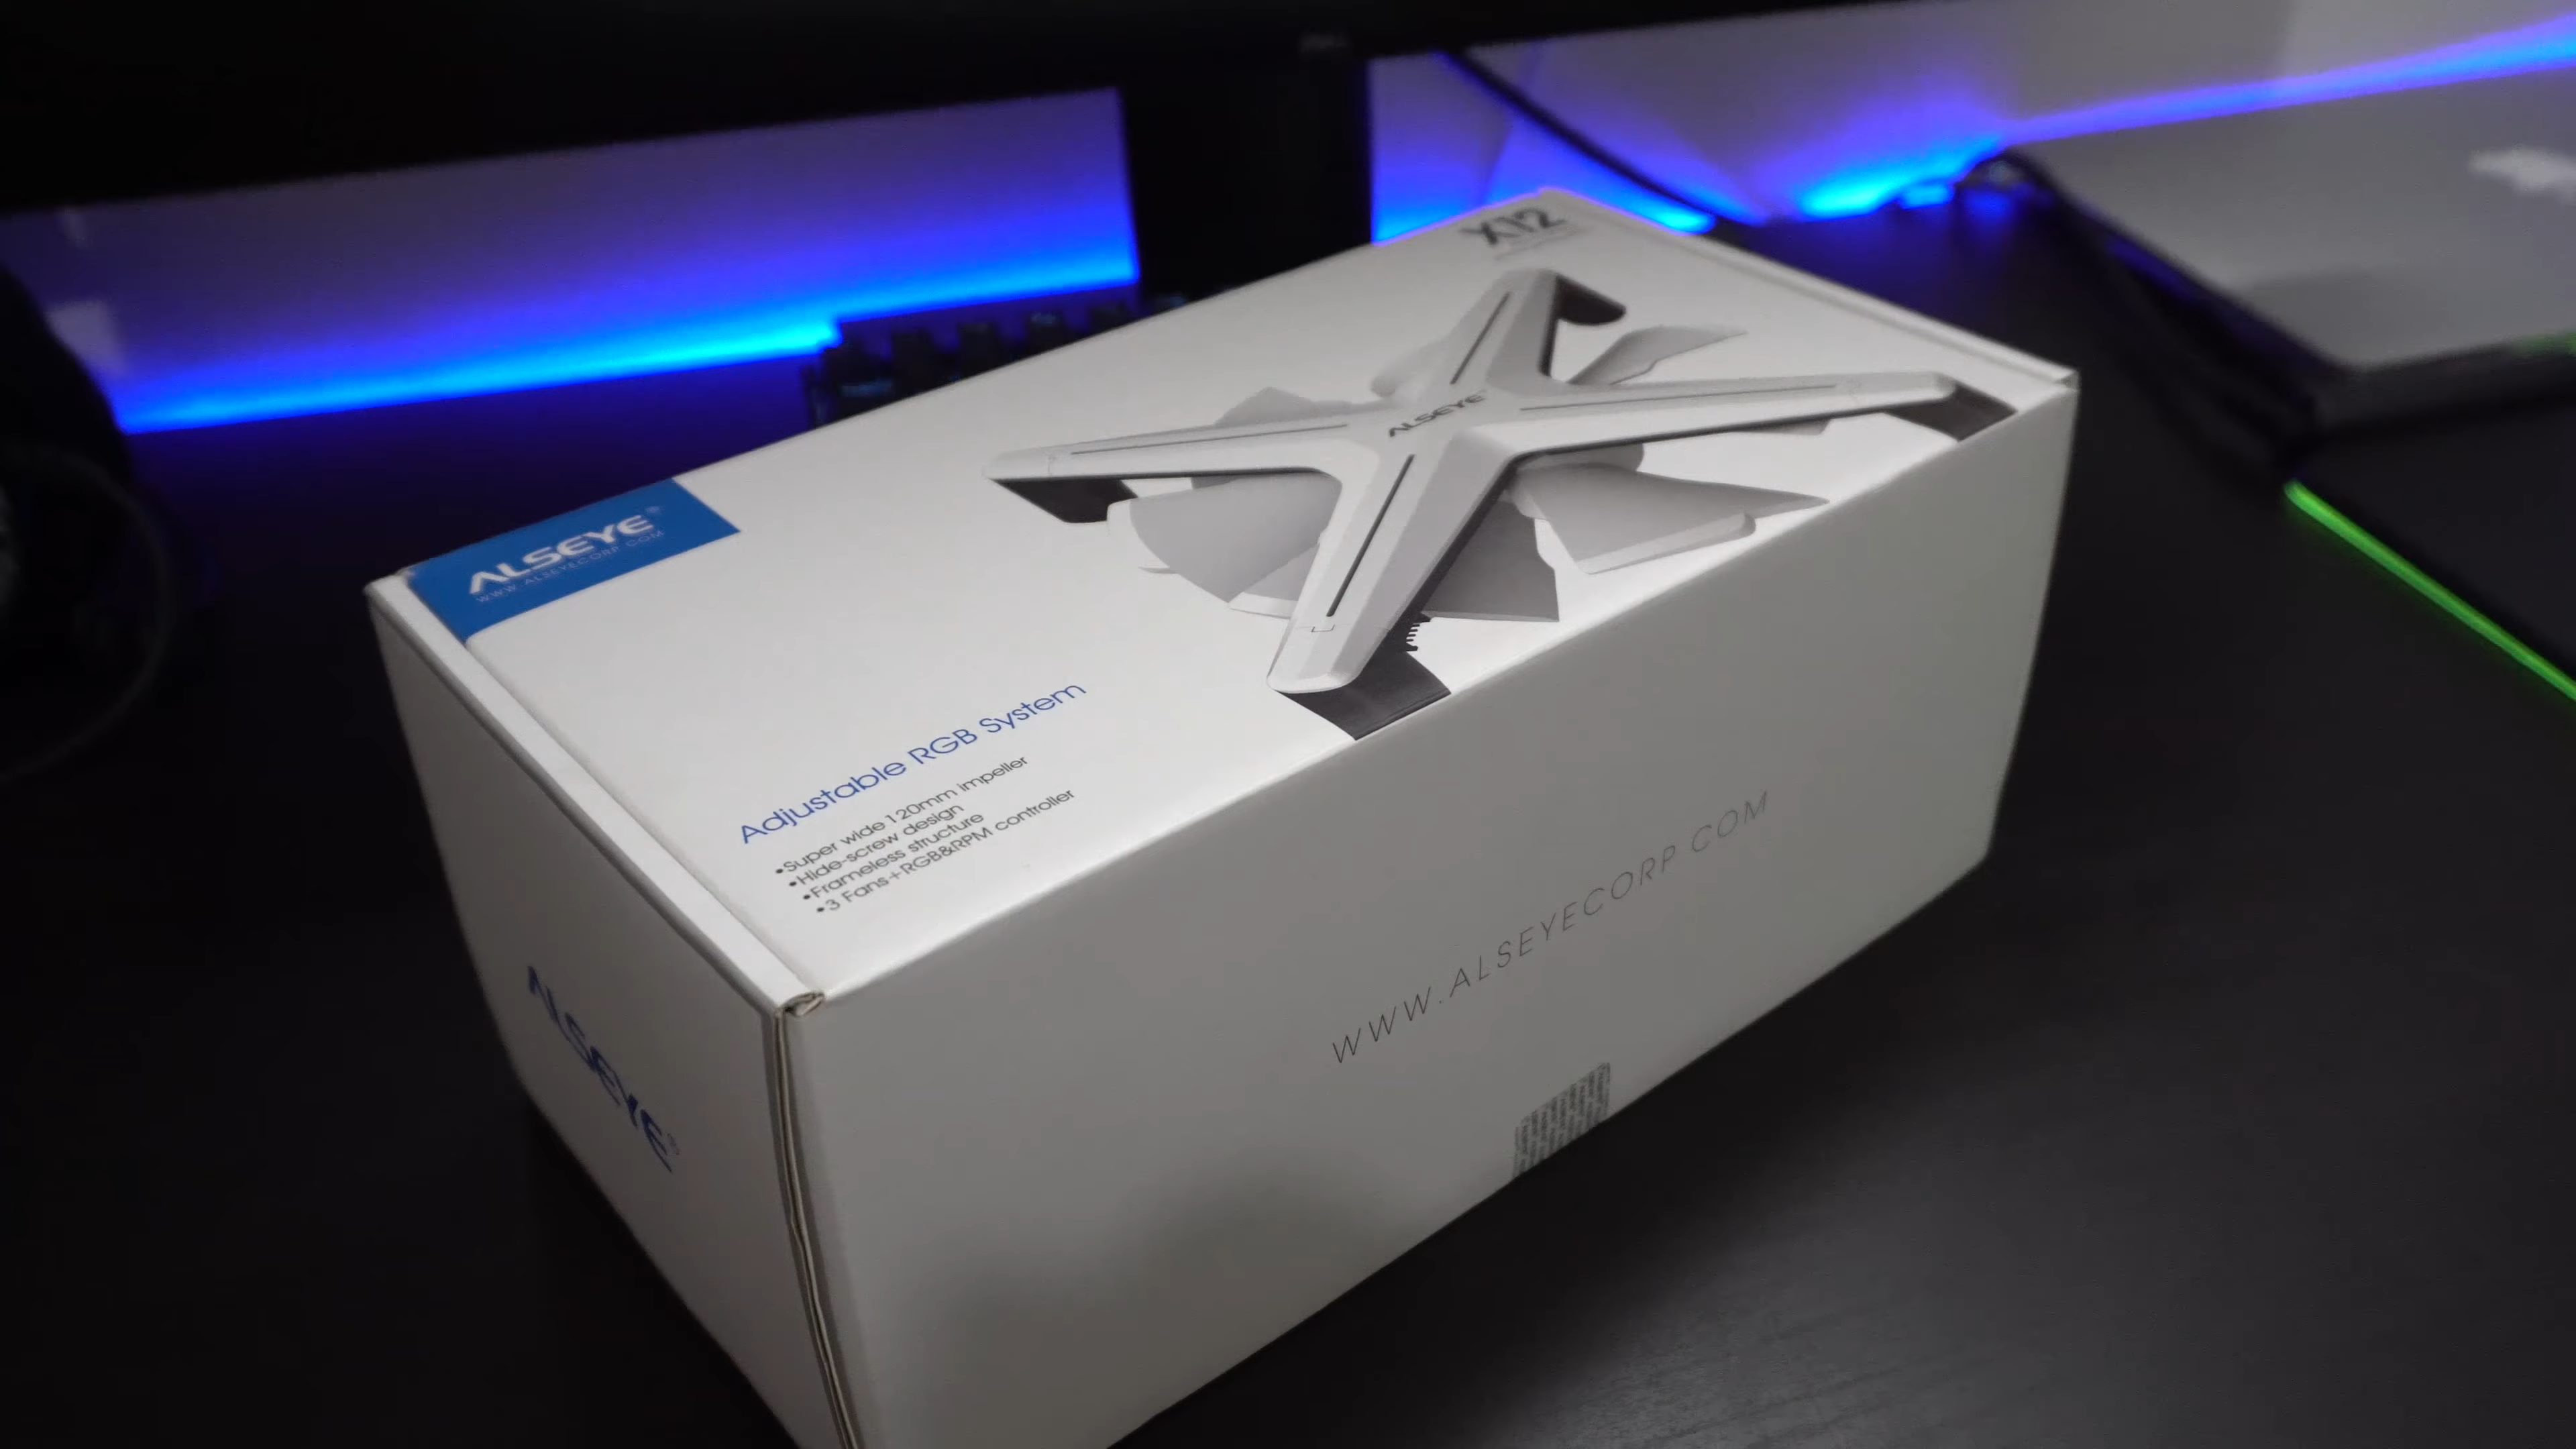 X12
ALSEYE
ALSEYE®
WWW.ALSEYECORP.COM
Adjustable RGB System
•Super wide 120mm impeller
•Hide-screw design
•Frameless structure
•3 Fans+RGB&RPM controller
WWW.ALSEYECORP.COM
ALSEYE®